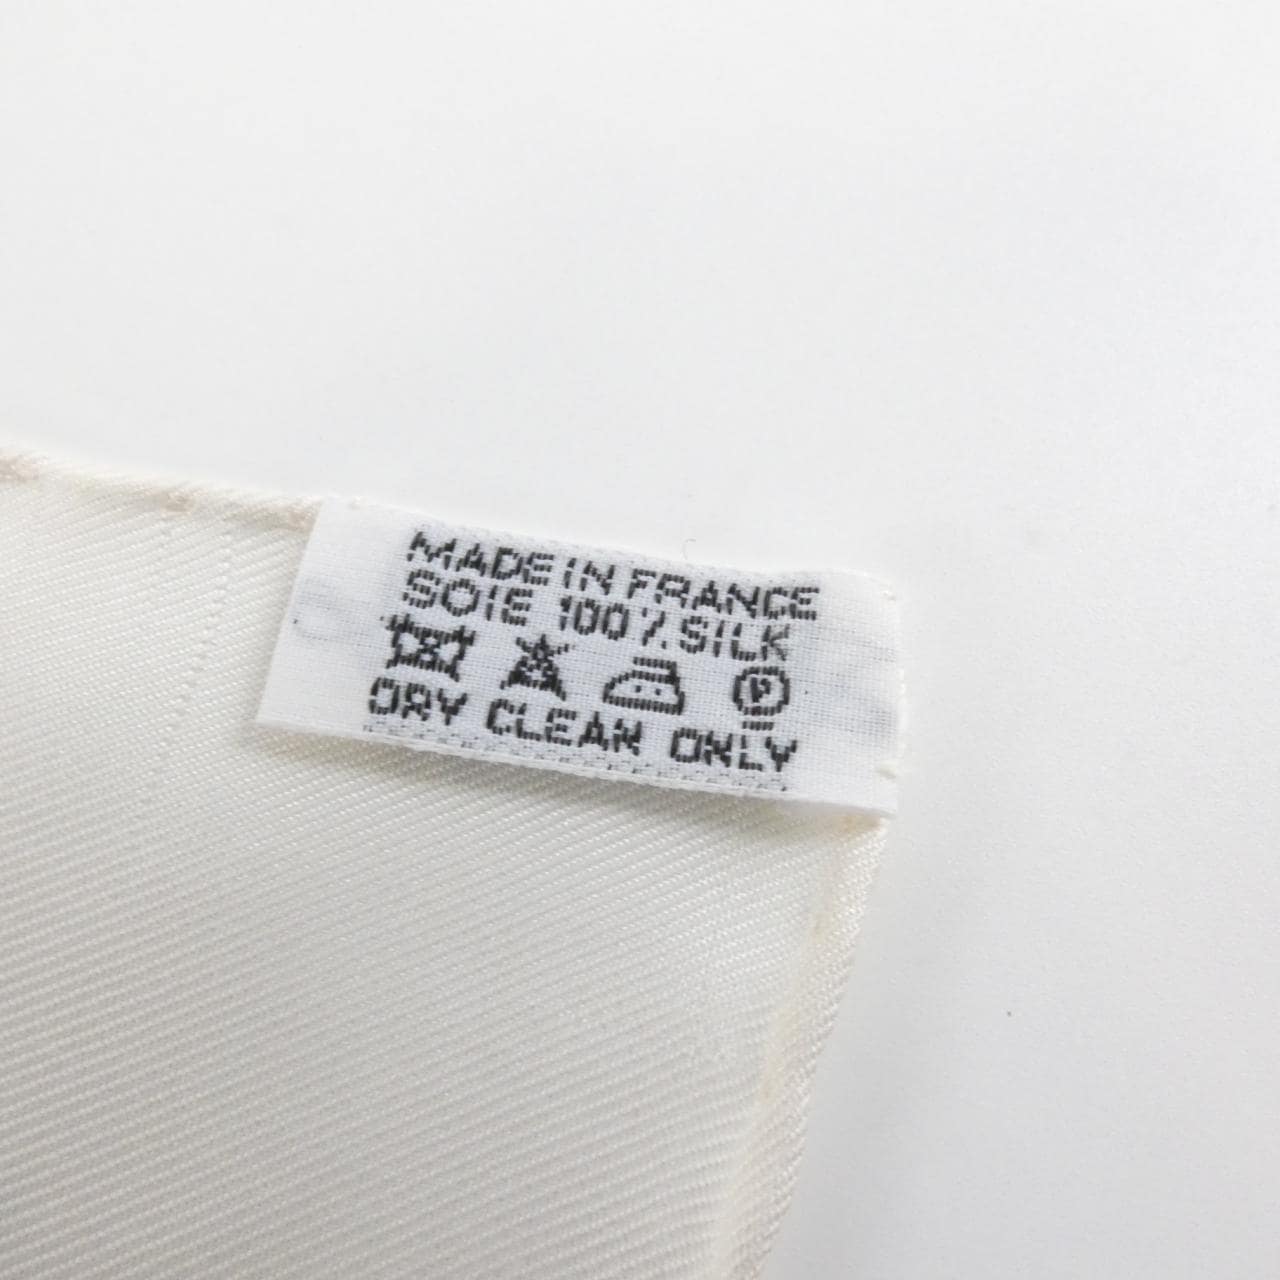 MADE IN FRANCE
SOIE 100% SILK
P
DRY CLEAN ONLY